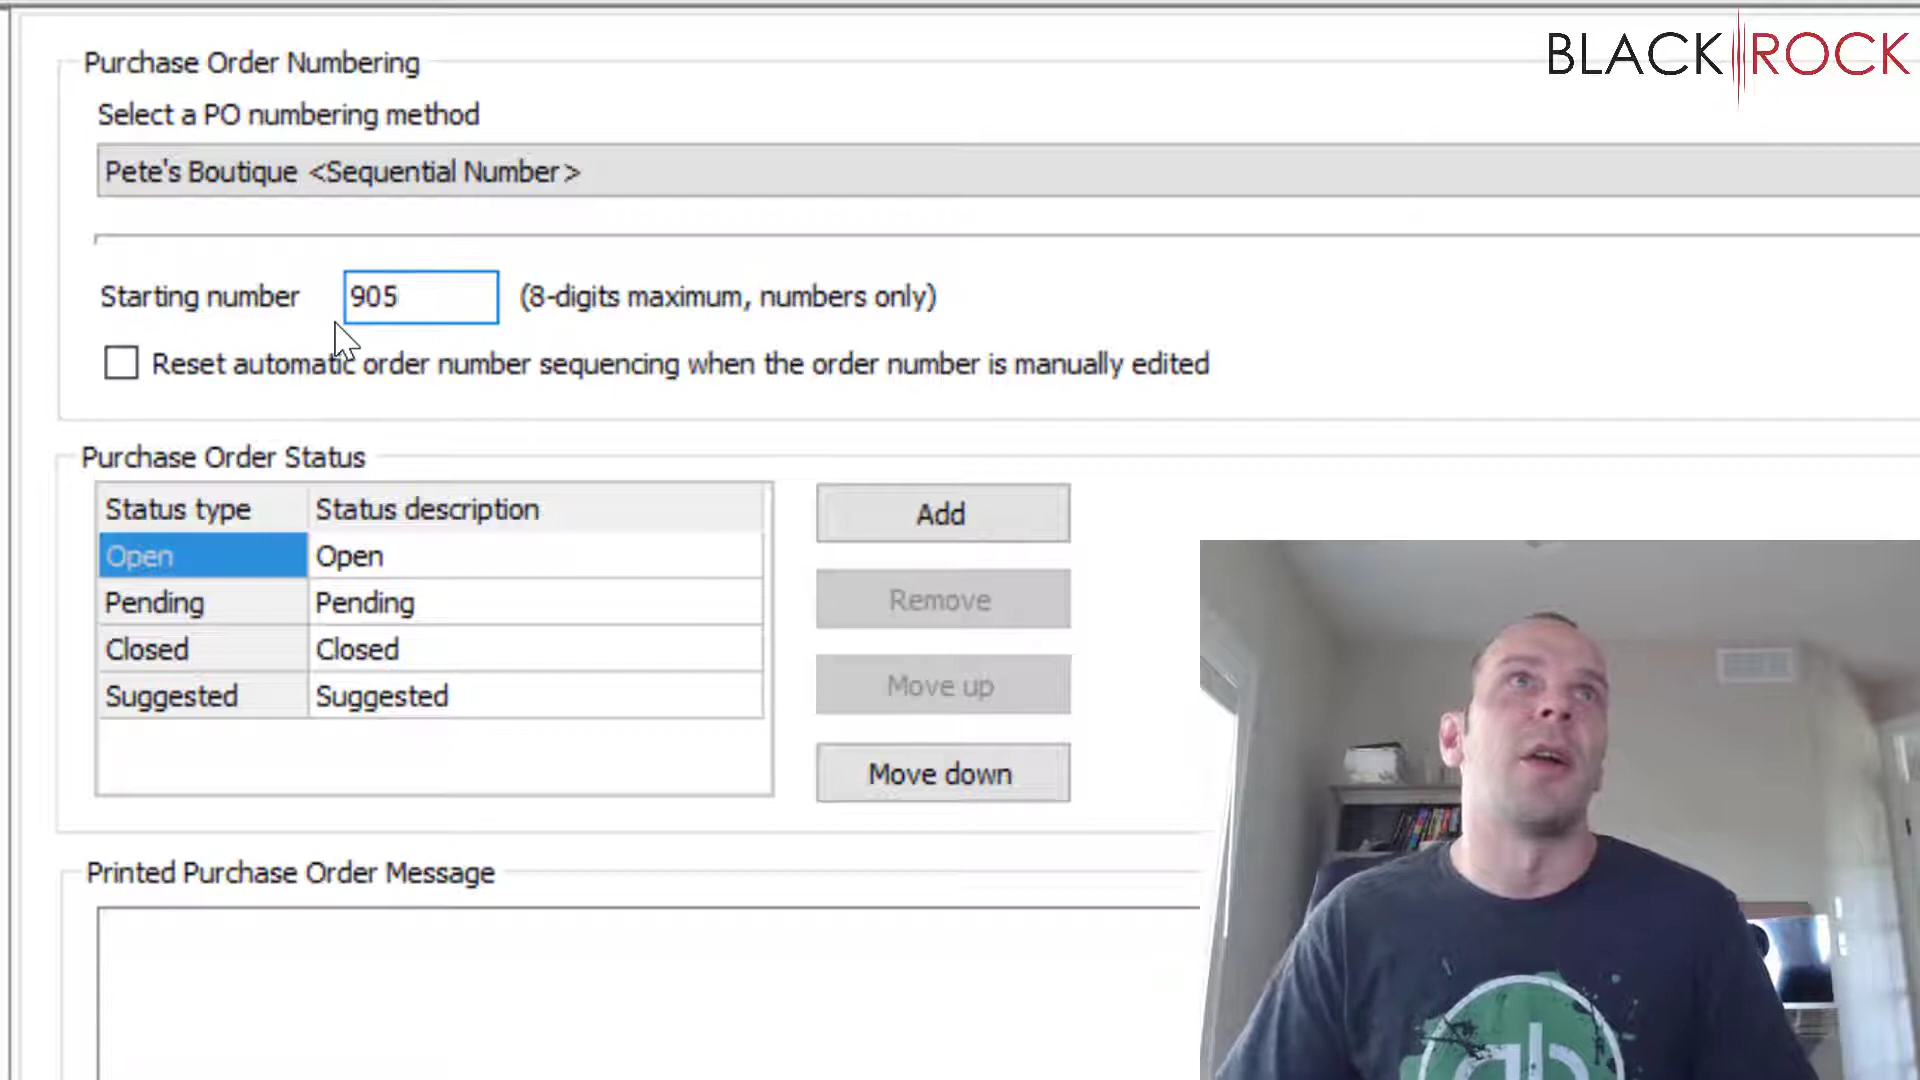 BLACK ROCK
Purchase Order Numbering
Select a PO numbering method
Pete's Boutique <Sequential Number>
Starting number 905 (8-digits maximum, numbers only)
Reset automatic order number sequencing when the order number is manually edited
Purchase Order Status
Status type Status description
Open Open
Pending Pending
Closed Closed
Suggested Suggested
Add
Remove
Move up
Move down
Printed Purchase Order Message
qb